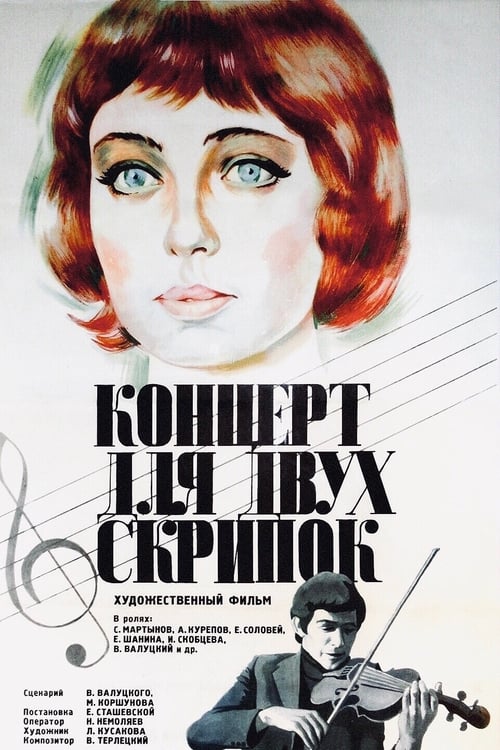 КОНЦЕРТ
ДЛЯ ДВУХ
СКРИПОК
ХУДОЖЕСТВЕННЫЙ ФИЛЬМ
В ролях:
С. МАРТЫНОВ, А. КУРЕПОВ, Е. СОЛОВЕЙ,
Е. ШАНИНА, И. СКОБЦЕВА,
В. ВАЛУЦКИЙ и др.
Сценарий В. ВАЛУЦКОГО,
М. КОРШУНОВА
Постановка Е. СТАШЕВСКОЙ
Оператор Н. НЕМОЛЯЕВ
Художник Л. КУСАКОВА
Композитор В. ТЕРЛЕЦКИЙ